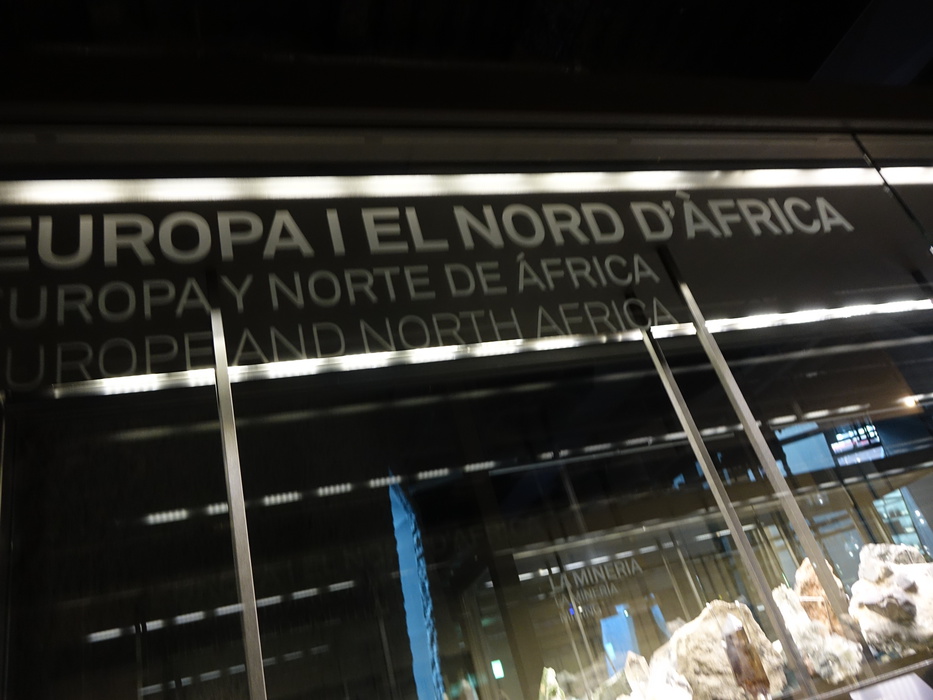 EUROPA I EL NORD D'ÀFRICA
EUROPA Y NORTE DE ÁFRICA
EUROPE AND NORTH AFRICA
LA MINERIA